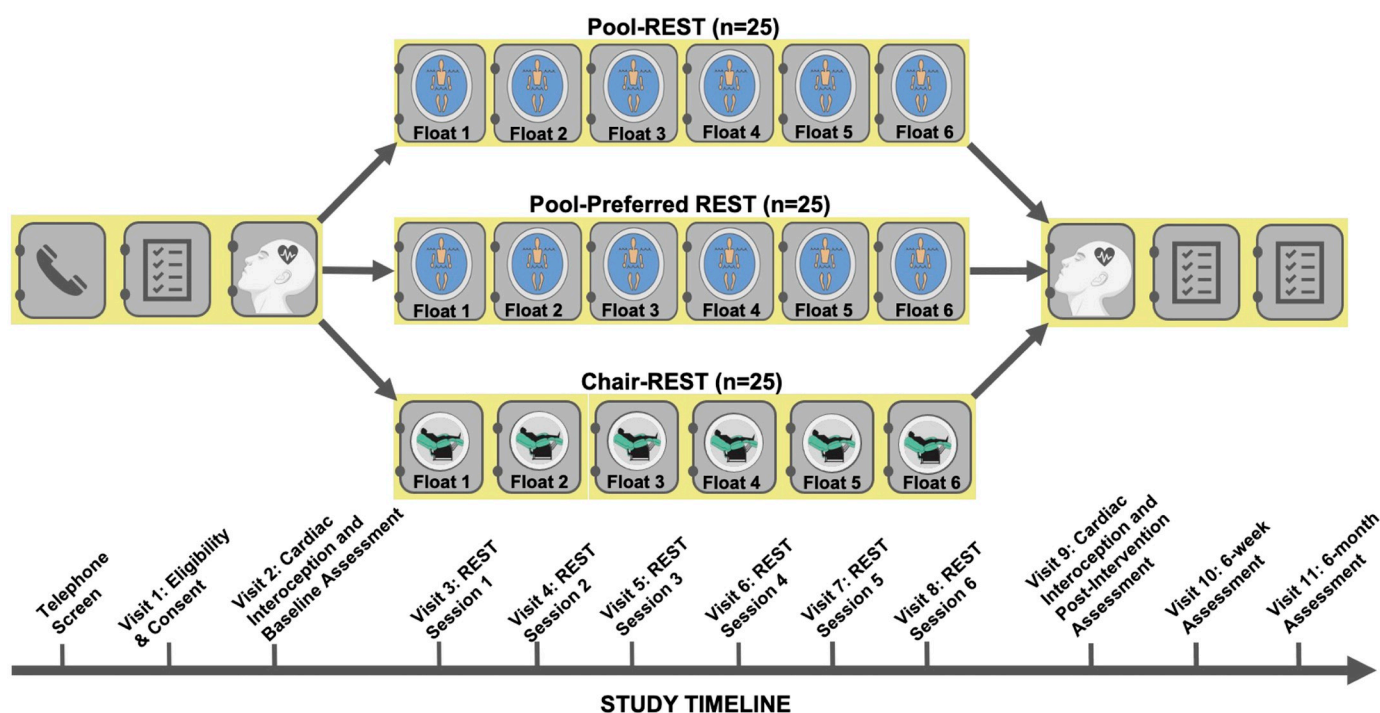 Pool-REST (n=25)
Float 1
Float 2
Float 3
Float 4
Float 5
Float 6
Pool-Preferred REST (n=25)
Float 1
Float 2
Float 3
Float 4
Float 5
Float 6
Chair-REST (n=25)
Float 1
Float 2
Float 3
Float 4
Float 5
Float 6
Telephone
Screen
Visit 1: Eligibility
& Consent
Visit 2: Cardiac
Interoception and
Baseline Assessment
Visit 3: REST
Session 1
Visit 4: REST
Session 2
Visit 5: REST
Session 3
Visit 6: REST
Session 4
Visit 7: REST
Session 5
Visit 8: REST
Session 6
Visit 9: Cardiac
Interoception and
Post-Intervention
Assessment
Visit 10: 6-week
Assessment
Visit 11: 6-month
Assessment
STUDY TIMELINE